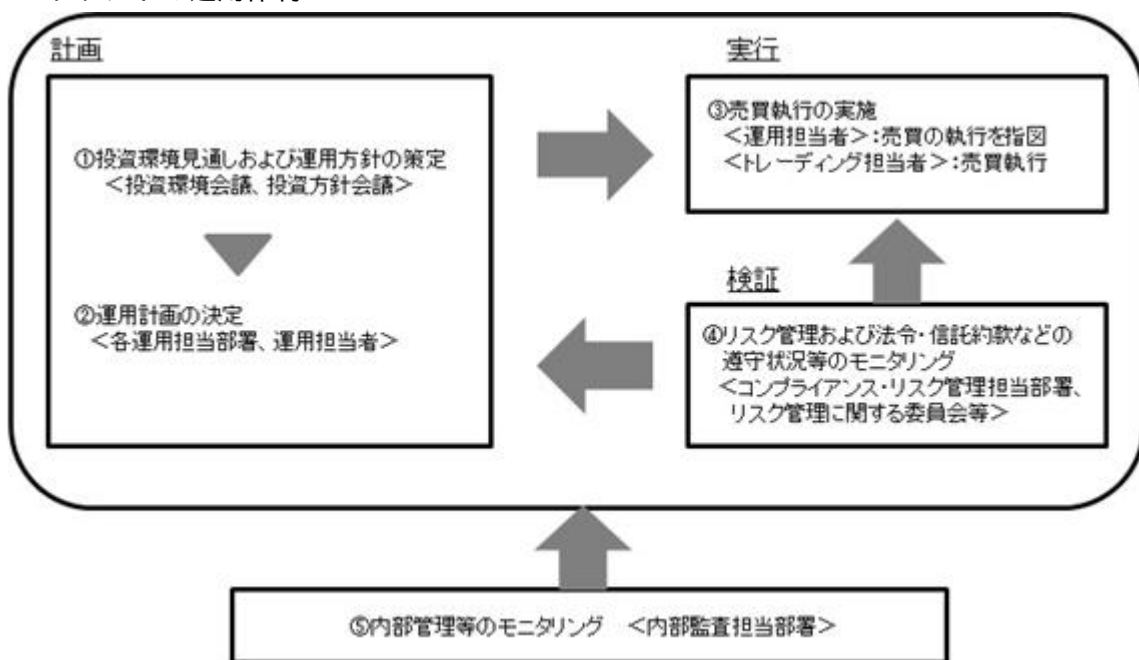 計画
①投資環境見通しおよび運用方針の策定
<投資環境会議、投資方針会議>
②運用計画の決定
<各運用担当部署、運用担当者>
実行
③売買執行の実施
<運用担当者>:売買の執行を指図
<トレーディング担当者>:売買執行
検証
④リスク管理および法令・信託約款などの
遵守状況等のモニタリング
<コンプライアンス・リスク管理担当部署、
リスク管理に関する委員会等>
⑤内部管理等のモニタリング <内部監査担当部署>